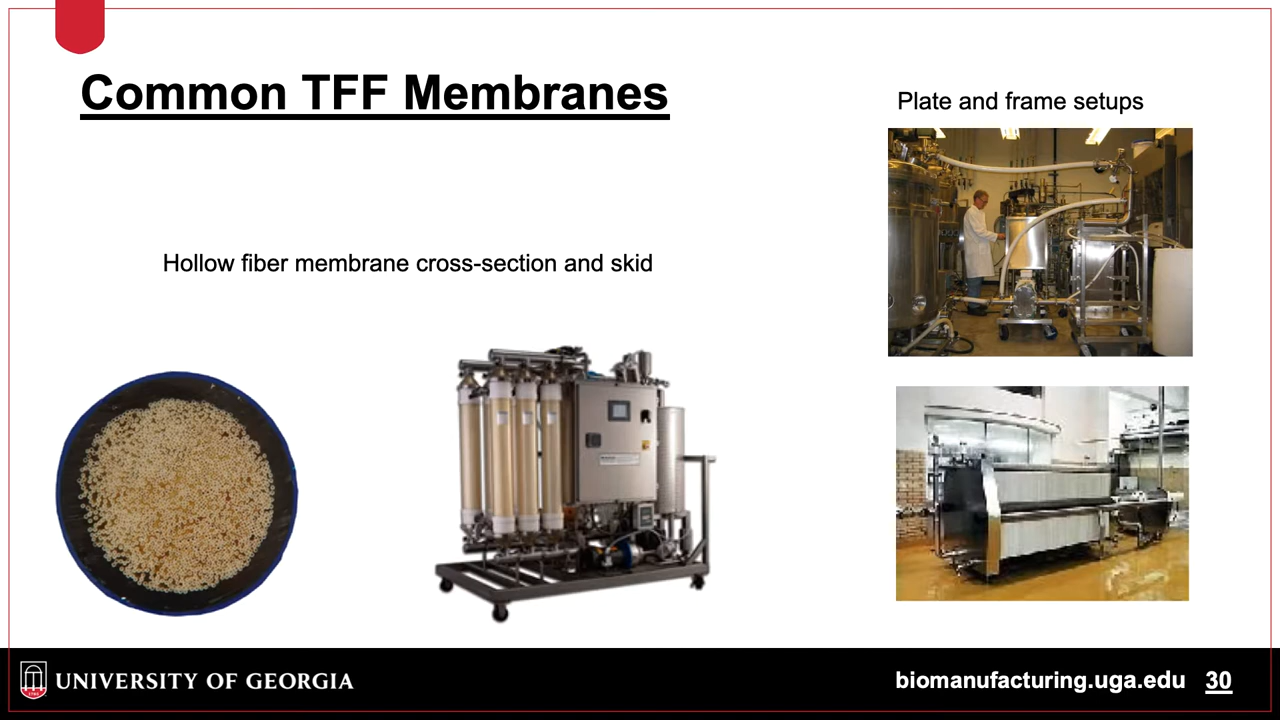 Common TFF Membranes
Plate and frame setups
Hollow fiber membrane cross-section and skid
UNIVERSITY OF GEORGIA
biomanufacturing.uga.edu 30